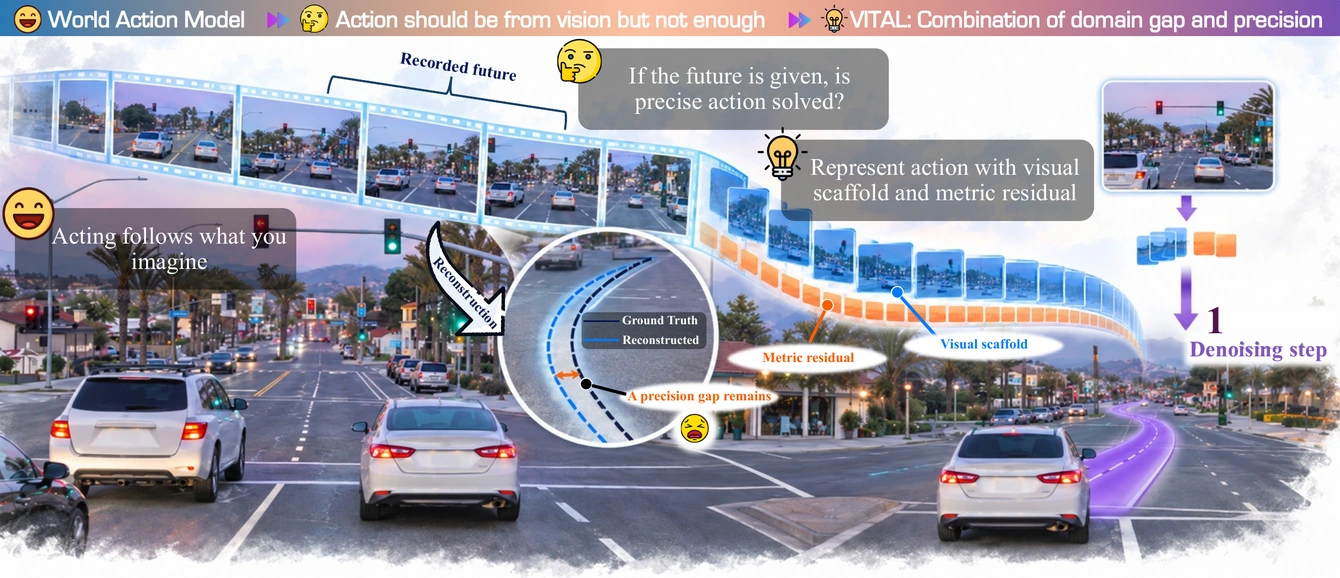 World Action Model
Action should be from vision but not enough
VITAL: Combination of domain gap and precision
Recorded future
If the future is given, is
precise action solved?
Represent action with visual
scaffold and metric residual
Acting follows what you
imagine
Reconstruction
Ground Truth
Reconstructed
A precision gap remains
Metric residual
Visual scaffold
1
Denoising step